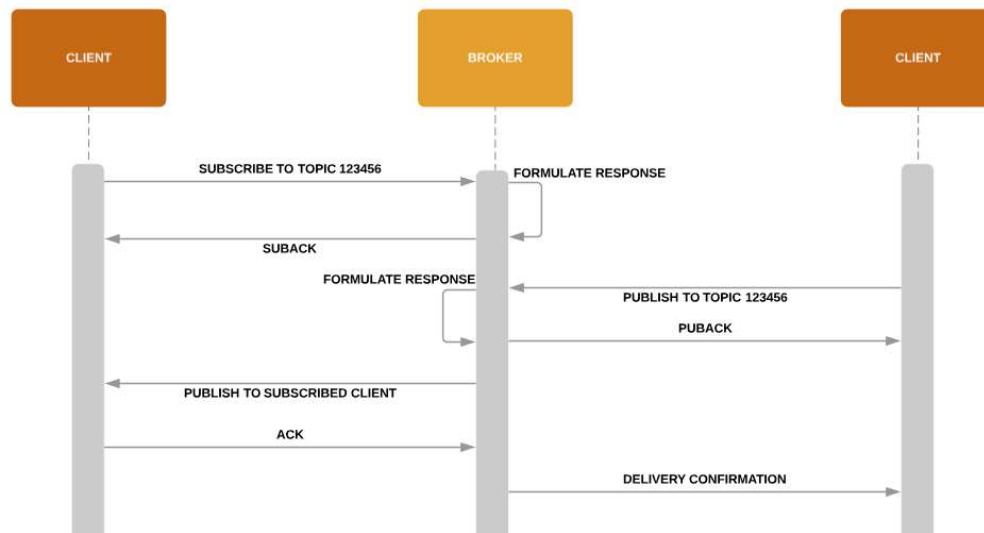 CLIENT
BROKER
CLIENT
SUBSCRIBE TO TOPIC 123456
FORMULATE RESPONSE
SUBACK
FORMULATE RESPONSE
PUBLISH TO TOPIC 123456
PUBACK
PUBLISH TO SUBSCRIBED CLIENT
ACK
DELIVERY CONFIRMATION